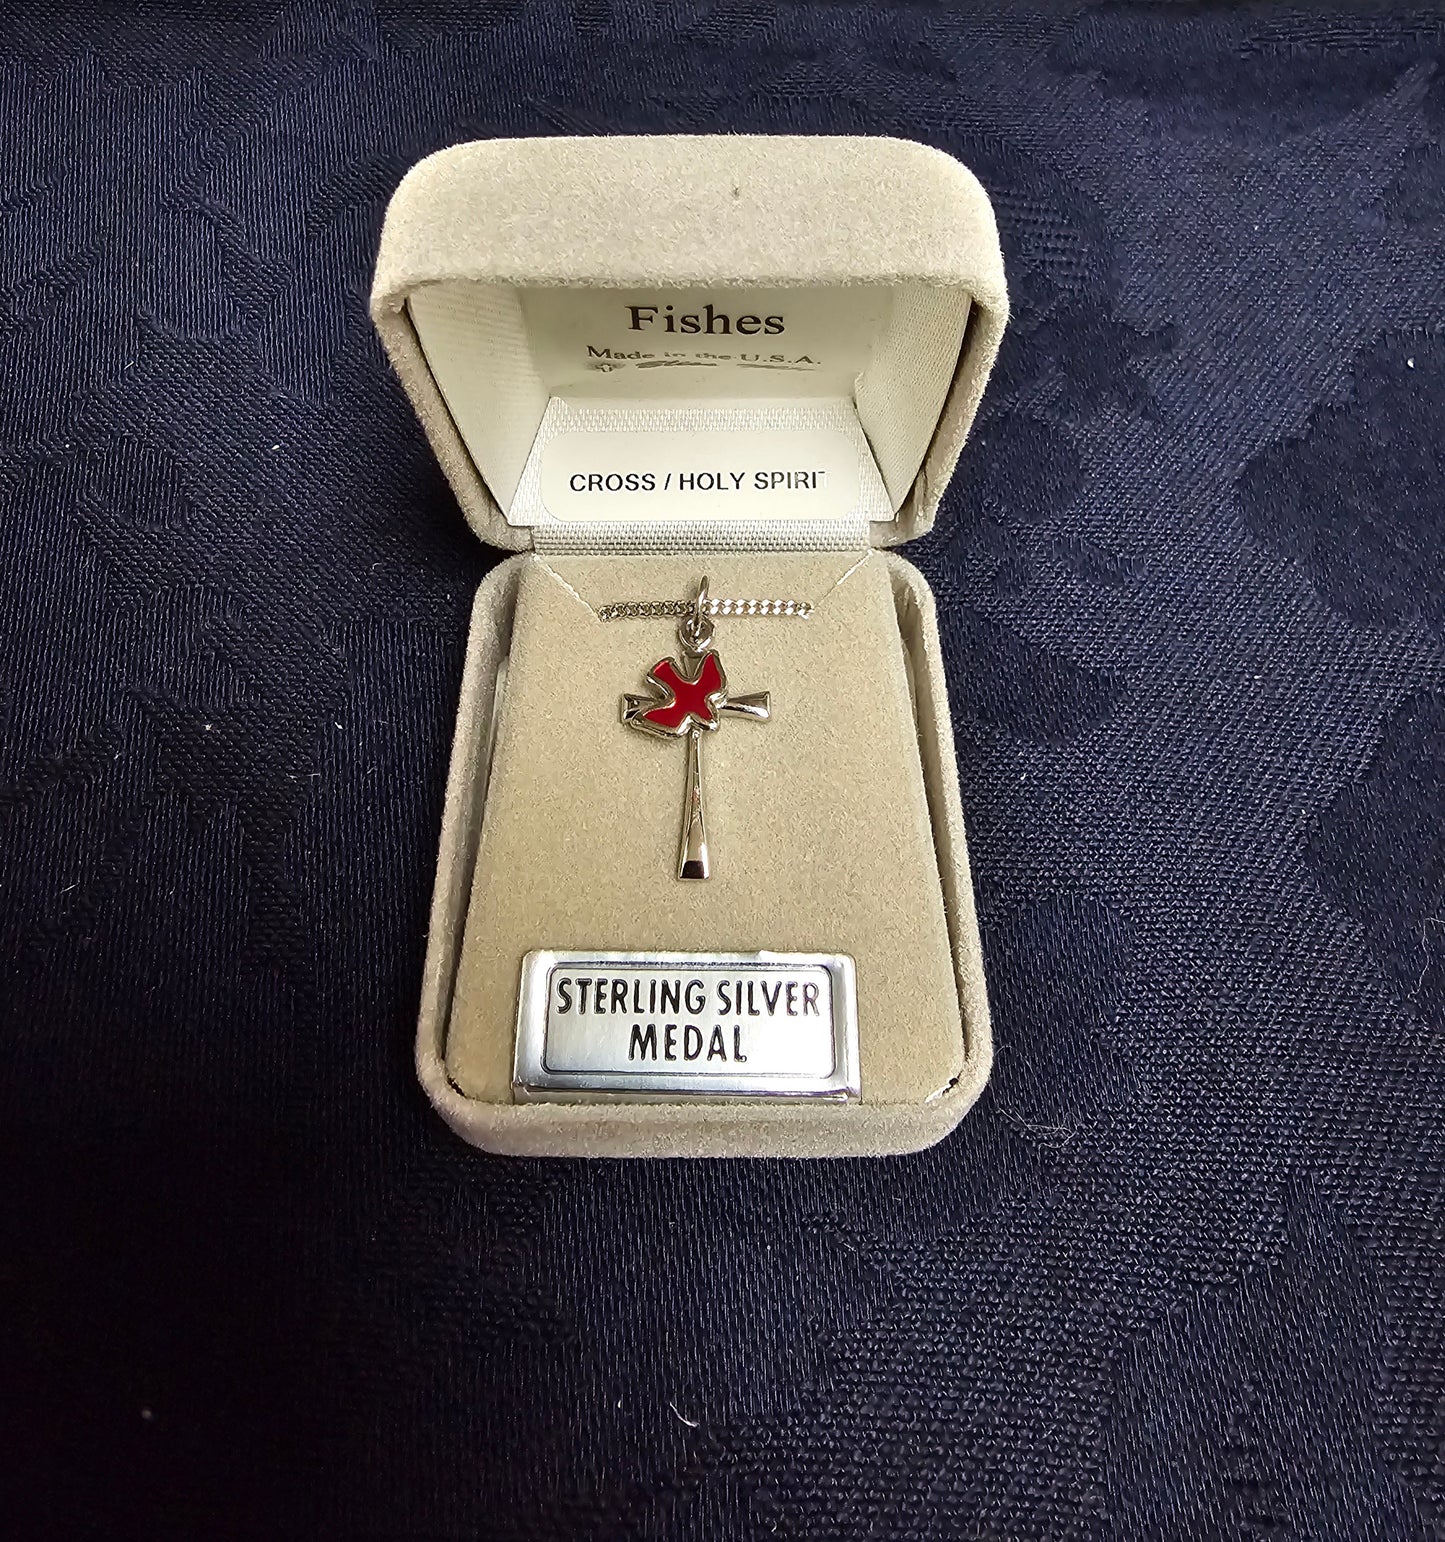 Fishes
Made in the U.S.A.
CROSS / HOLY SPIRIT
STERLING SILVER
MEDAL